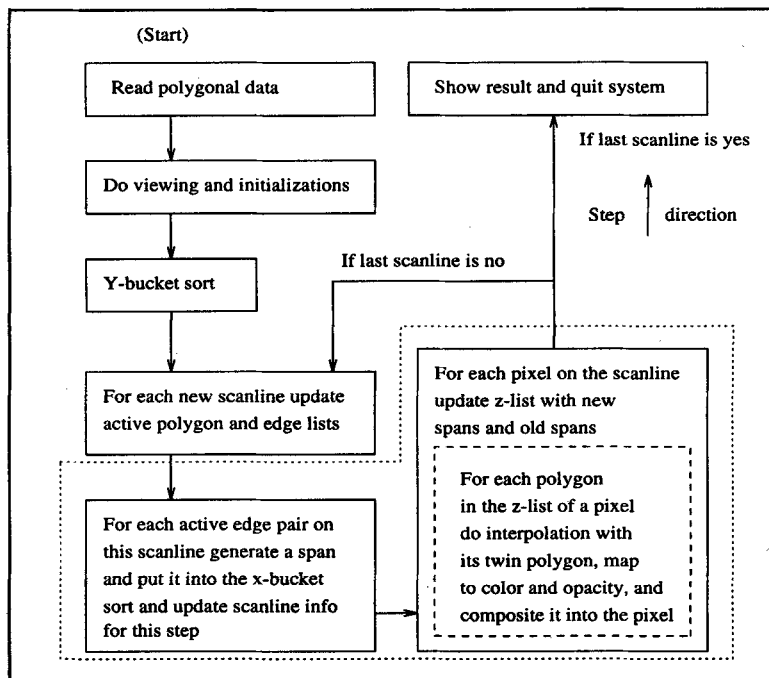 (Start)
Read polygonal data
Show result and quit system
If last scanline is yes
Do viewing and initializations
Step direction
If last scanline is no
Y-bucket sort
For each new scanline update
active polygon and edge lists
For each pixel on the scanline
update z-list with new
spans and old spans
For each polygon
in the z-list of a pixel
do interpolation with
its twin polygon, map
to color and opacity, and
composite it into the pixel
For each active edge pair on
this scanline generate a span
and put it into the x-bucket
sort and update scanline info
for this step